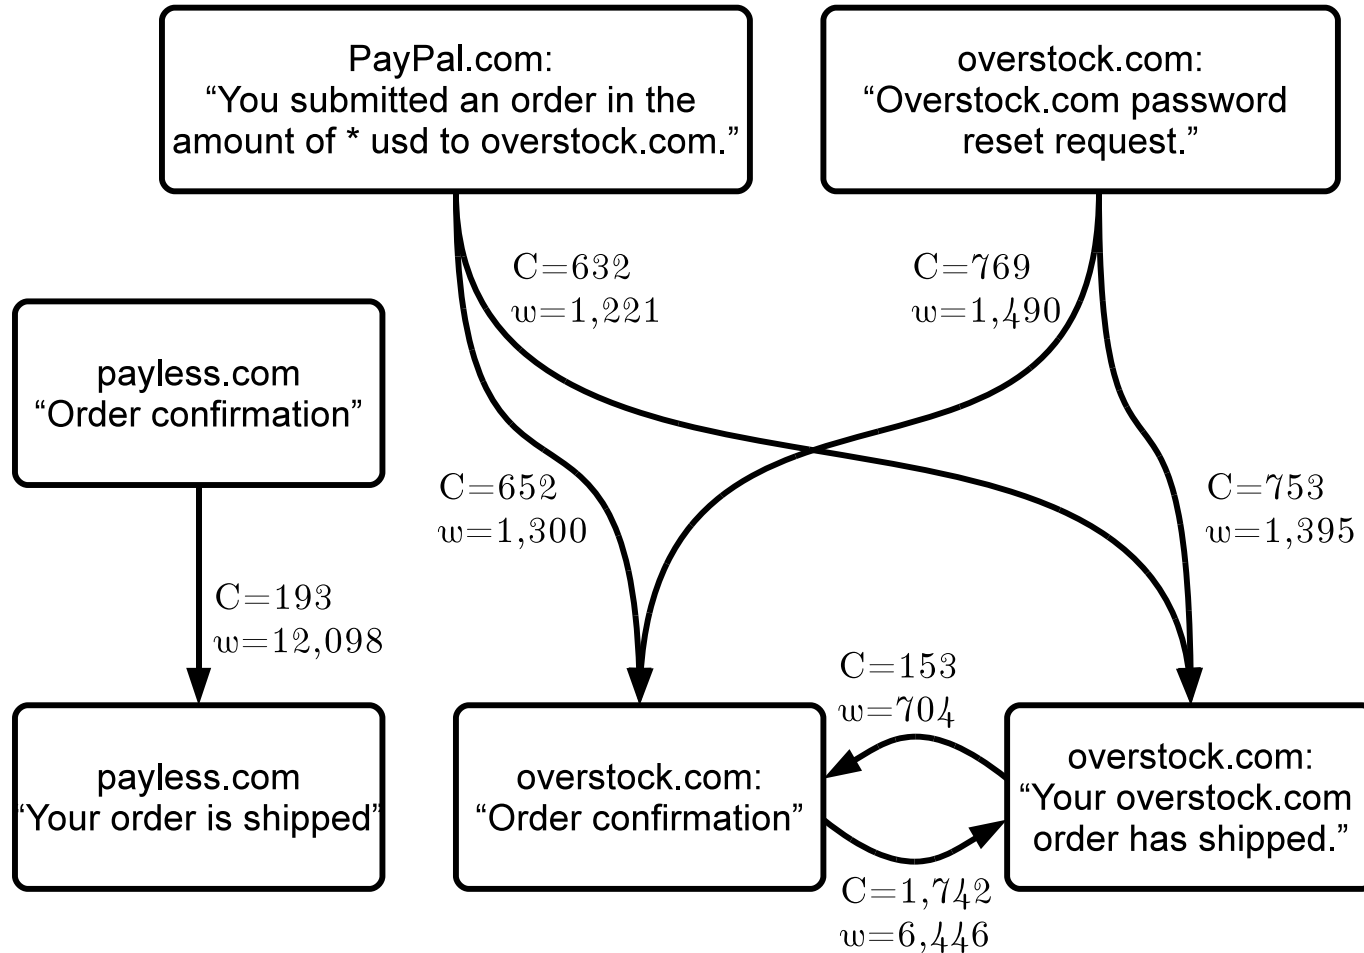 PayPal.com:
“You submitted an order in the
amount of * usd to overstock.com.”
overstock.com:
“Overstock.com password
reset request.”
C=632
w=1,221
C=769
w=1,490
payless.com
“Order confirmation”
C=652
w=1,300
C=753
w=1,395
C=193
w=12,098
C=153
w=704
payless.com
“Your order is shipped”
overstock.com:
“Order confirmation”
overstock.com:
“Your overstock.com
order has shipped.”
C=1,742
w=6,446